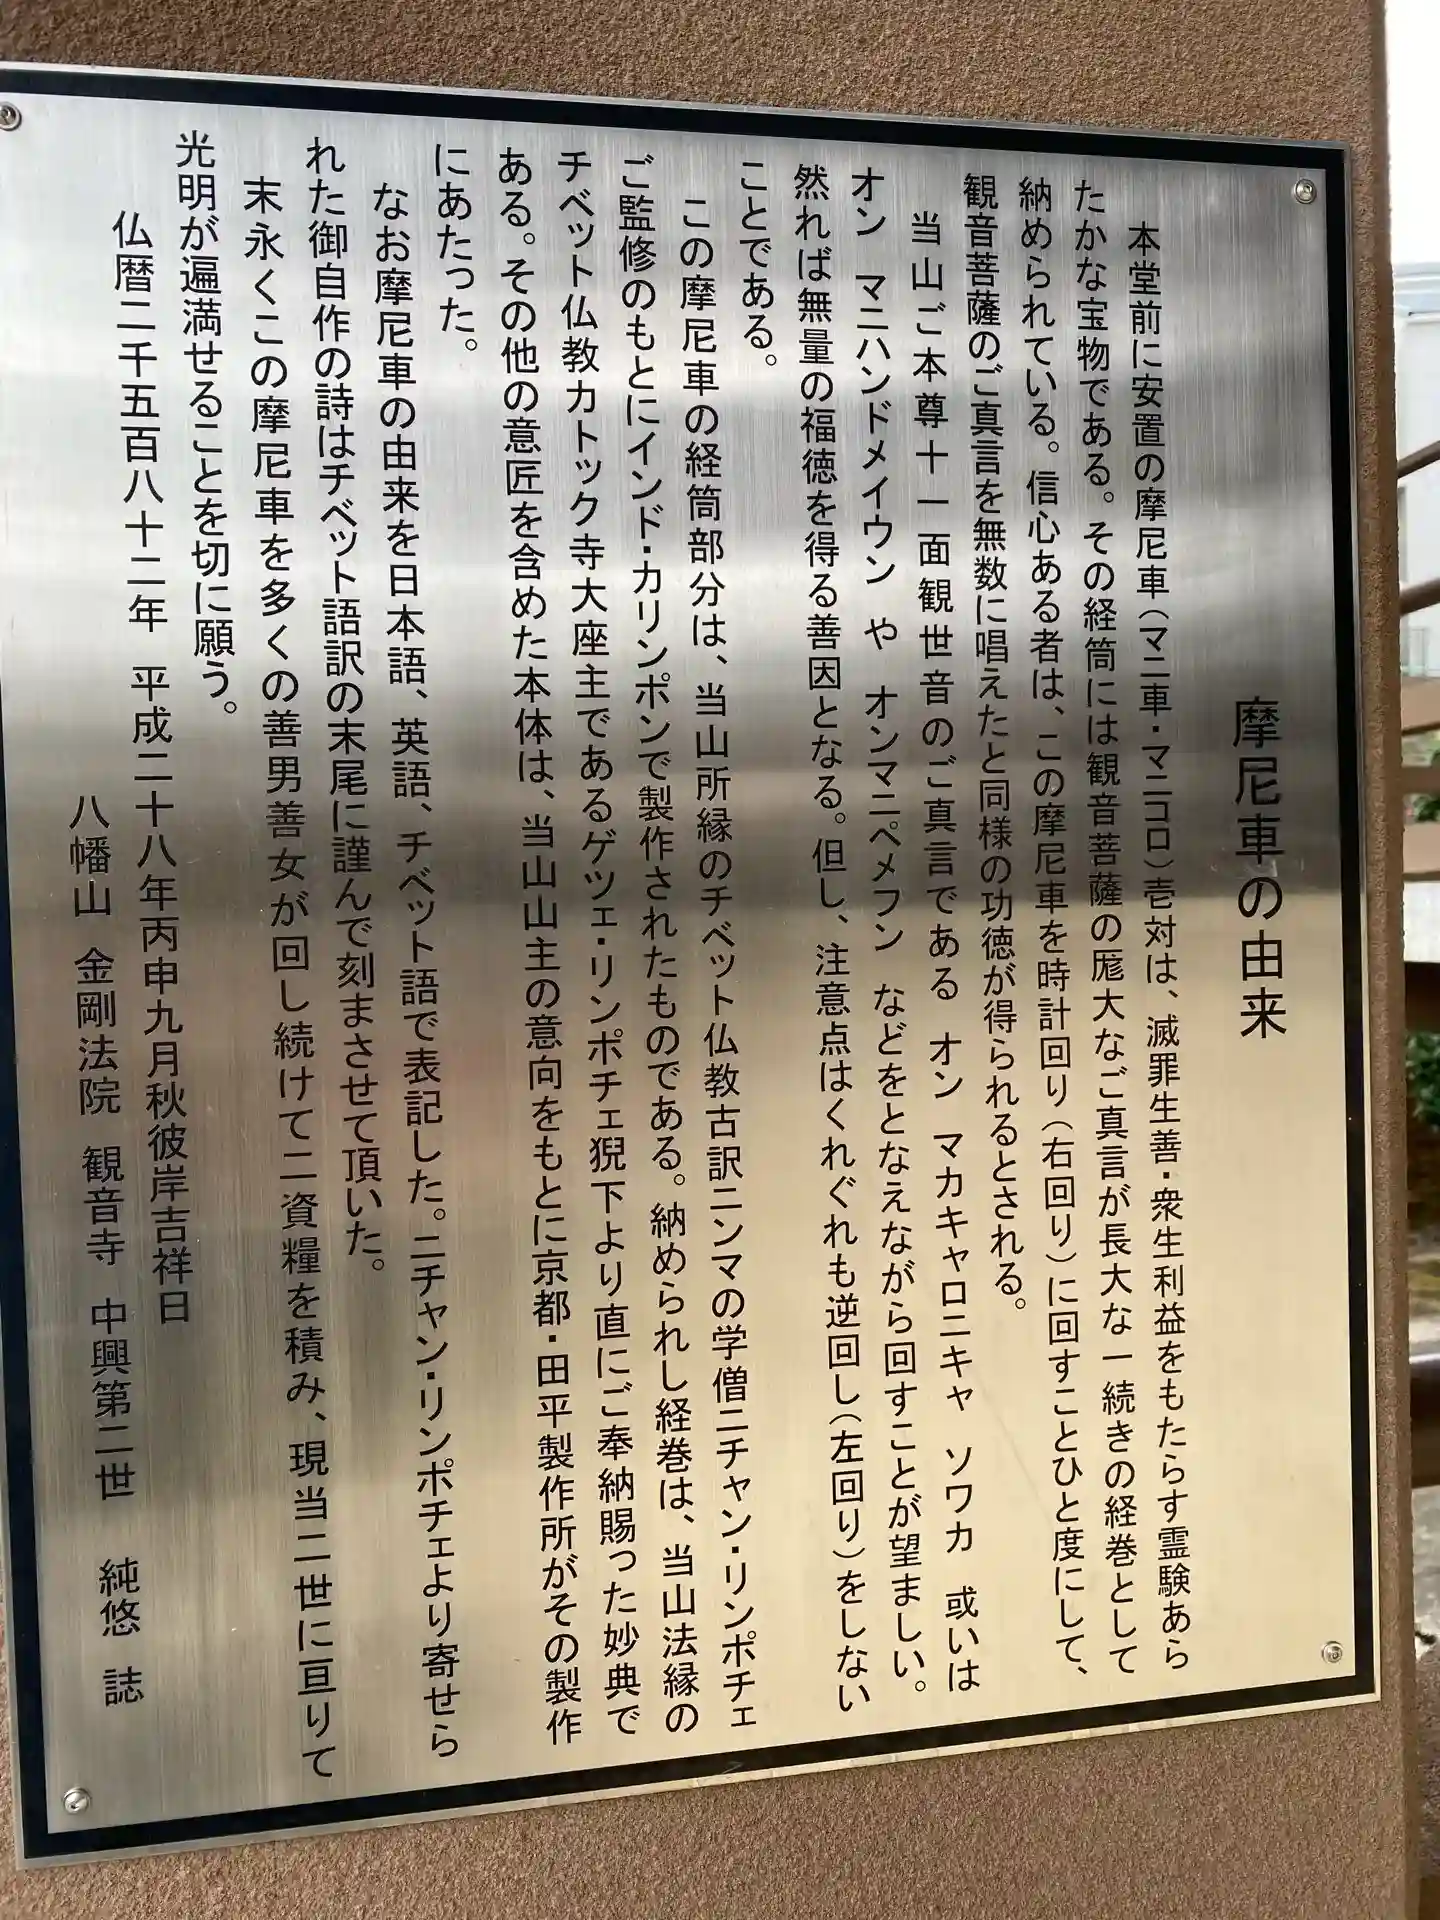 摩尼車の由来
本堂前に安置の摩尼車(マニ車・マニコロ)壱対は、滅罪生善・衆生利益をもたらす霊験あら
たかな宝物である。その経筒には観音菩薩の厖大なご真言が長大な一続きの経巻として
納められている。信心ある者は、この摩尼車を時計回り(右回り)に回すことひと度にして、
観音菩薩のご真言を無数に唱えたと同様の功徳が得られるとされる。
当山ご本尊十一面観世音のご真言である オン マカキャロニキャ ソワカ 或いは
オン マニハンドメイウン や オンマニペメフン などをとなえながら回すことが望ましい。
然れば無量の福徳を得る善因となる。但し、注意点はくれぐれも逆回し(左回り)をしない
ことである。
この摩尼車の経筒部分は、当山所縁のチベット仏教古訳ニンマの学僧ニチャン・リンポチェ
ご監修のもとにインド・カリンポンで製作されたものである。納められし経巻は、当山法縁の
チベット仏教カトック寺大座主であるゲツェ・リンポチェ猊下より直にご奉納賜った妙典で
ある。その他の意匠を含めた本体は、当山山主の意向をもとに京都・田平製作所がその製作
にあたった。
なお摩尼車の由来を日本語、英語、チベット語で表記した。ニチャン・リンポチェより寄せら
れた御自作の詩はチベット語訳の末尾に謹んで刻まさせて頂いた。
末永くこの摩尼車を多くの善男善女が回し続けて二資糧を積み、現当二世に亘りて
光明が遍満せることを切に願う。
仏暦二千五百八十二年 平成二十八年丙申九月秋彼岸吉祥日
八幡山 金剛法院 観音寺 中興第二世 純悠 誌